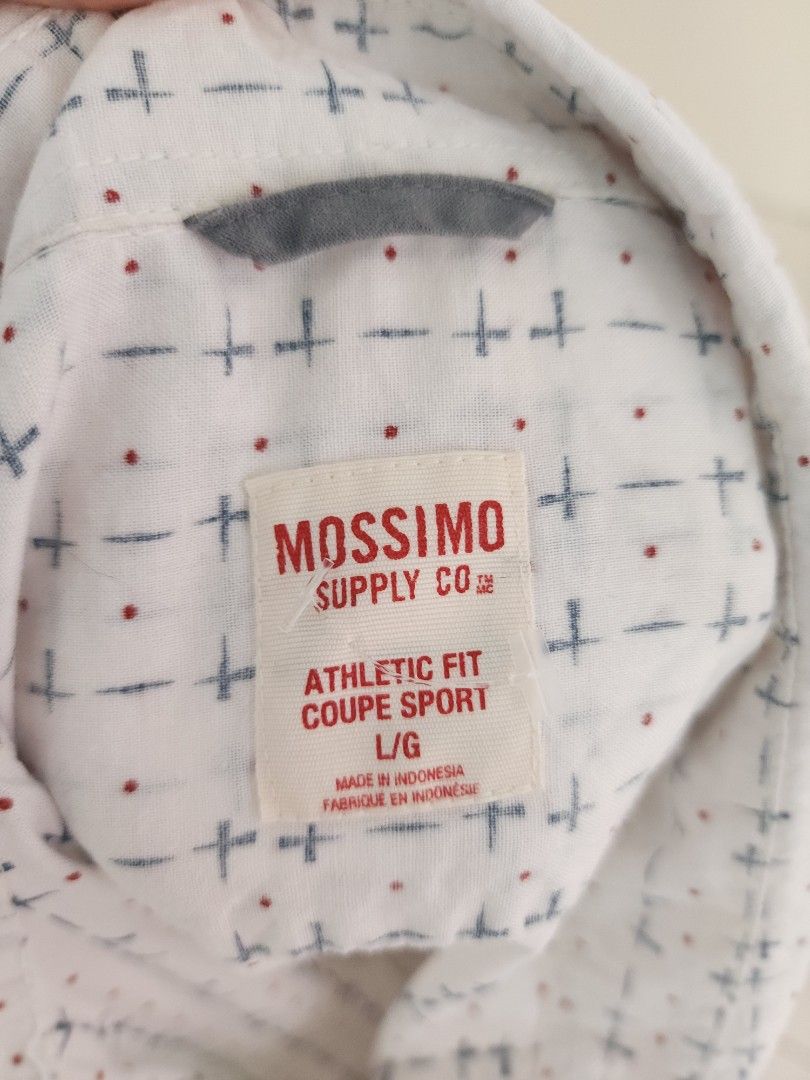 MOSSIMO
SUPPLY CO TM MC
ATHLETIC FIT
COUPE SPORT
L/G
MADE IN INDONESIA
FABRIQUÉ EN INDONÉSIE